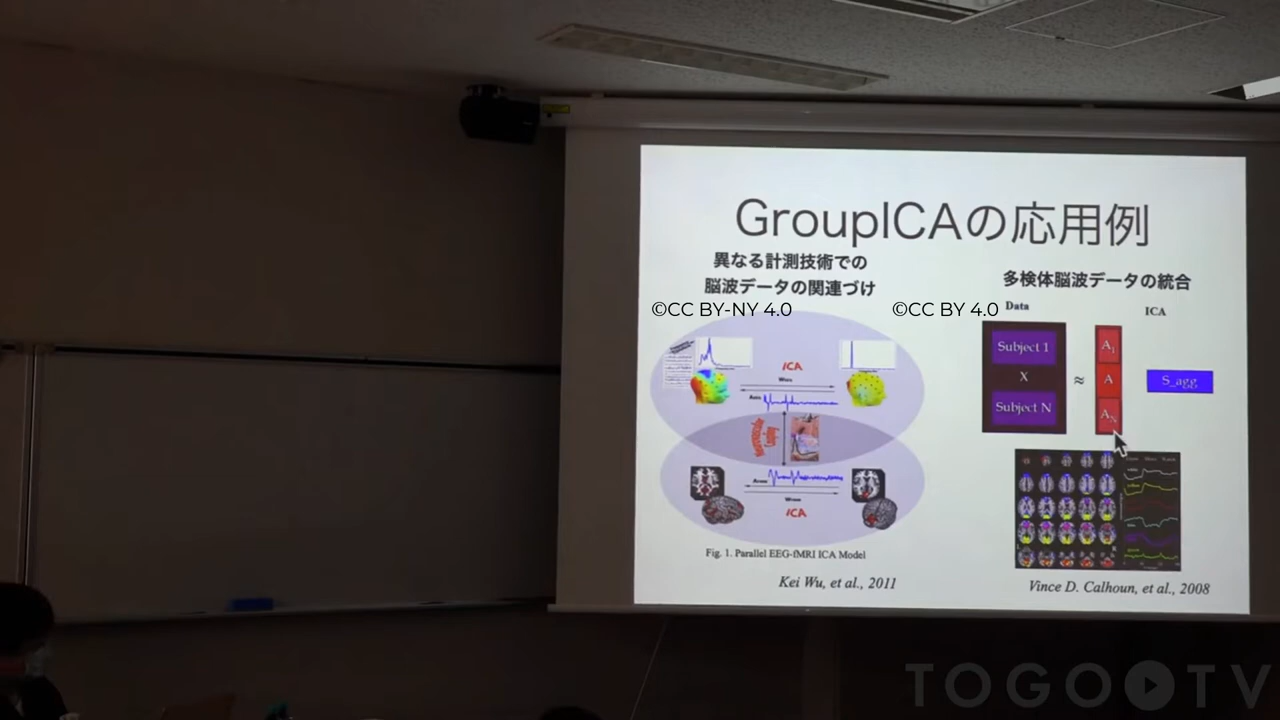 GroupICAの応用例
異なる計測技術での
脳波データの関連づけ
©CC BY-NY 4.0
ICA
ICA
Fig. 1. Parallel EEG-fMRI ICA Model
Kei Wu, et al., 2011
多検体脳波データの統合
©CC BY 4.0
Data
ICA
Subject 1
X
Subject N
≈
A1
A
AN
S_agg
Vince D. Calhoun, et al., 2008
TOGO TV